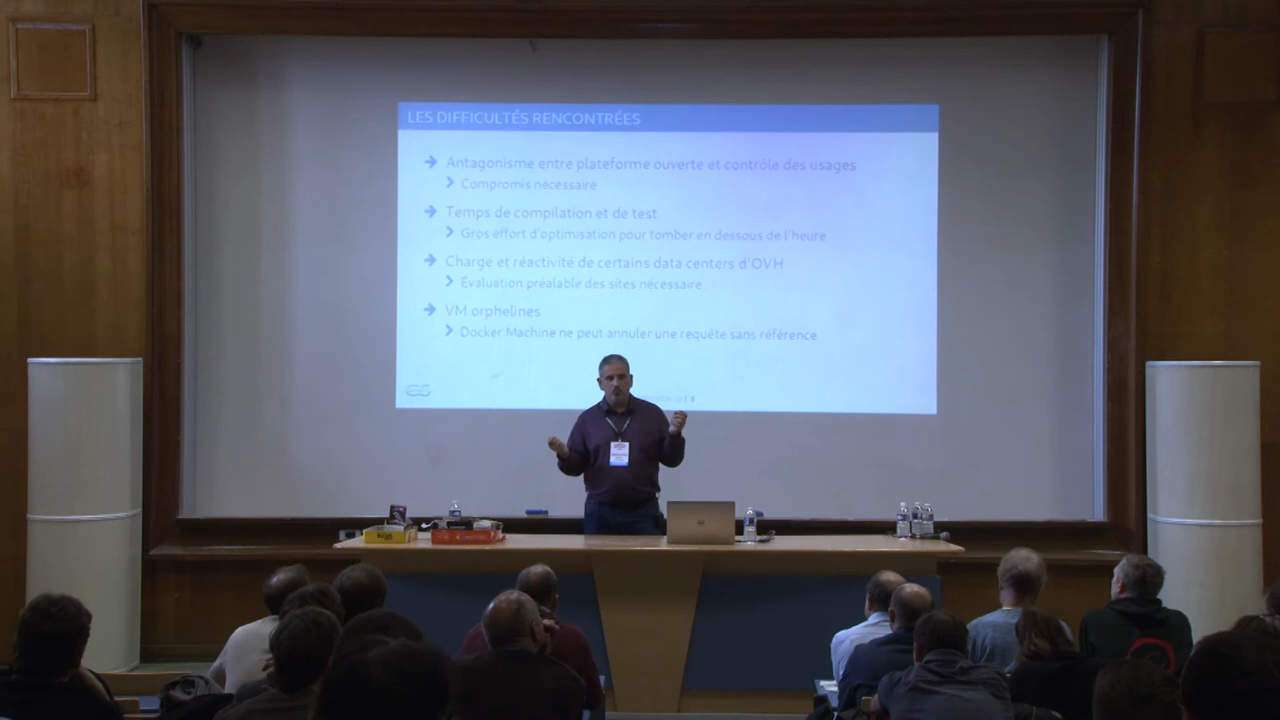 LES DIFFICULTÉS RENCONTRÉES
Antagonisme entre plateforme ouverte et contrôle des usages
Compromis nécessaire
Temps de compilation et de test
Gros effort d'optimisation pour tomber en dessous de l'heure
Charge et réactivité de certains data centers d'OVH
Évaluation préalable des sites nécessaire
VM orphelines
Docker Machine ne peut annuler une requête sans référence